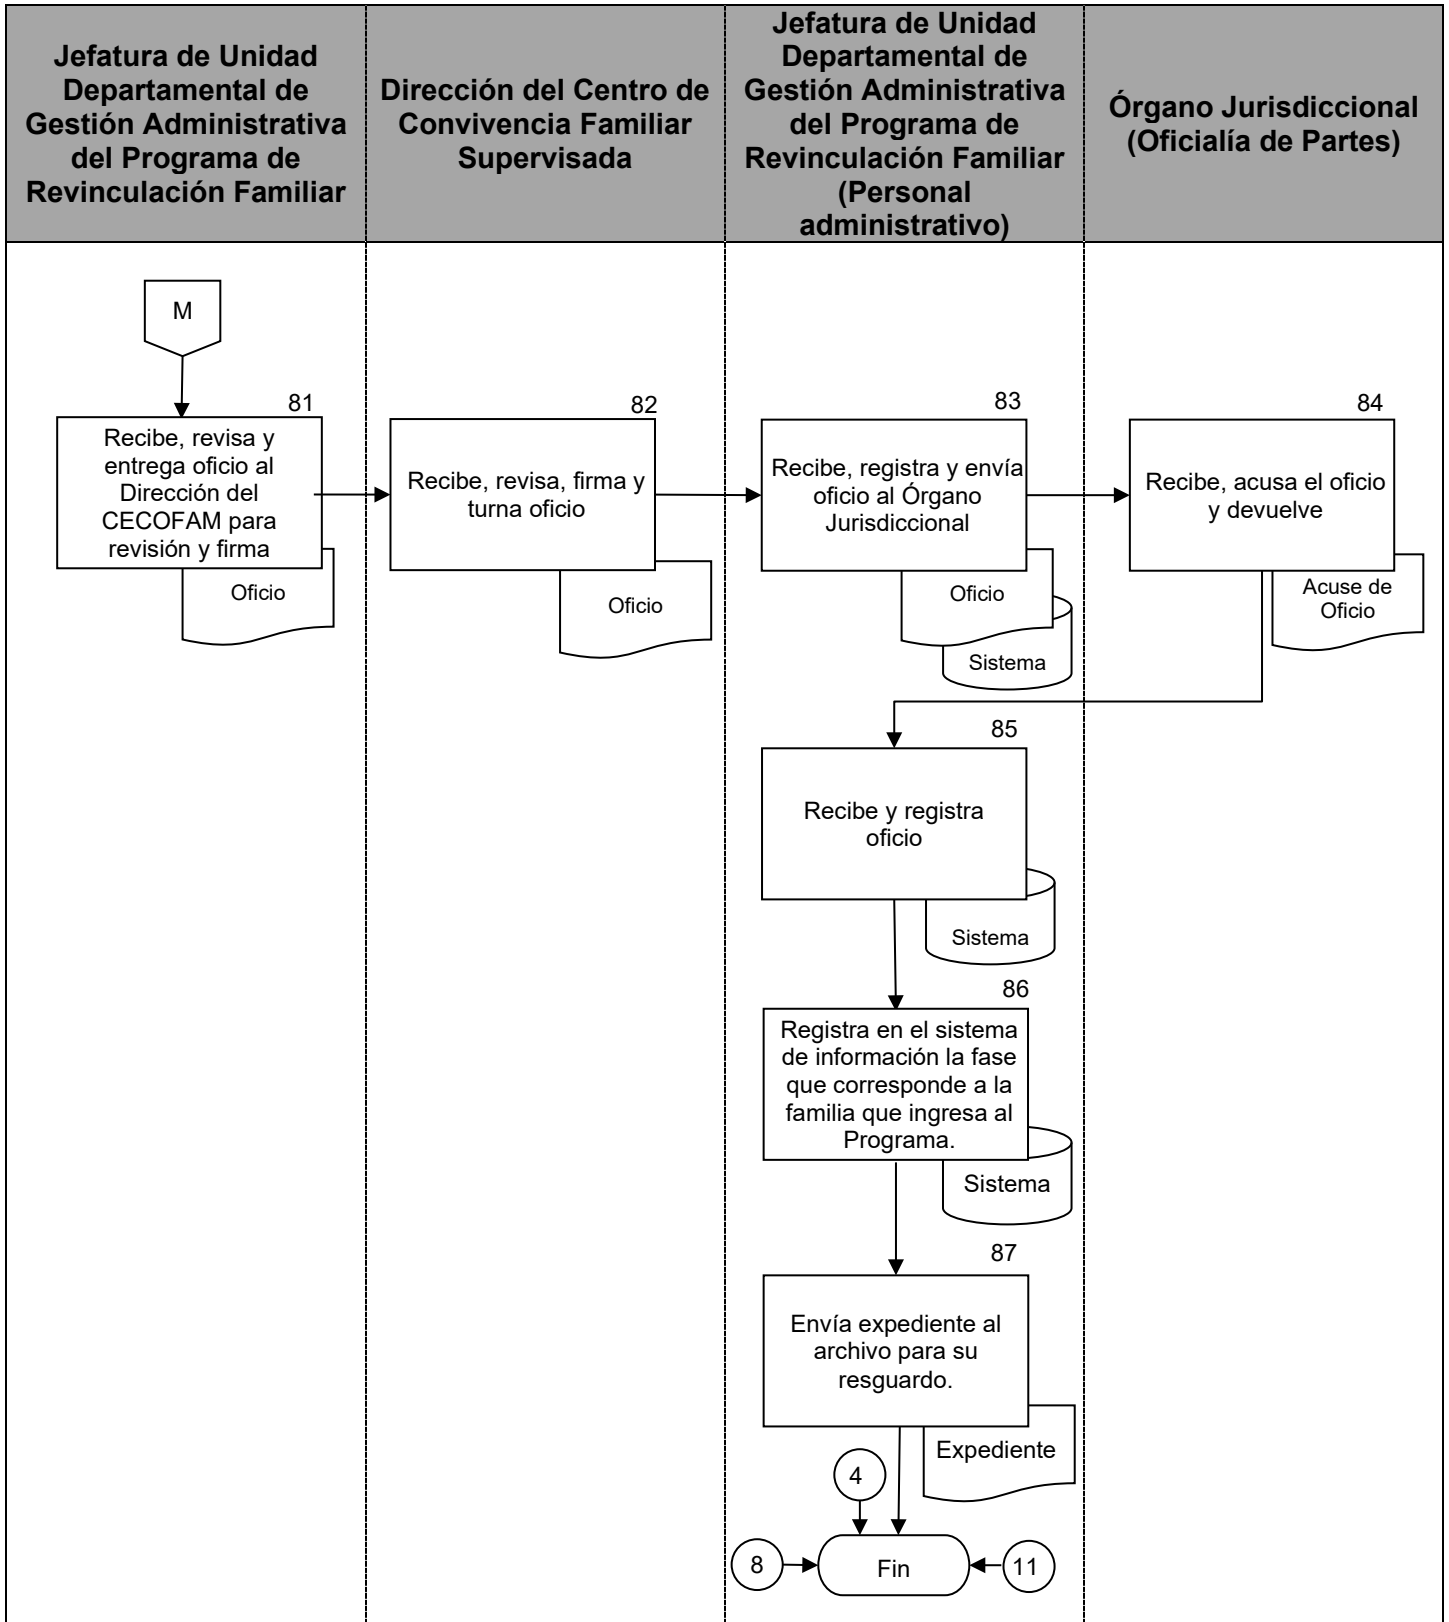 Jefatura de Unidad
Departamental de
Gestión Administrativa
del Programa de
Revinculación Familiar
Dirección del Centro de
Convivencia Familiar
Supervisada
Jefatura de Unidad
Departamental de
Gestión Administrativa
del Programa de
Revinculación Familiar
(Personal
administrativo)
Órgano Jurisdiccional
(Oficialía de Partes)
M
81
Recibe, revisa y
entrega oficio al
Dirección del
CECOFAM para
revisión y firma
Oficio
82
Recibe, revisa, firma y
turna oficio
Oficio
83
Recibe, registra y envía
oficio al Órgano
Jurisdiccional
Oficio
Sistema
84
Recibe, acusa el oficio
y devuelve
Acuse de
Oficio
85
Recibe y registra
oficio
Sistema
86
Registra en el sistema
de información la fase
que corresponde a la
familia que ingresa al
Programa.
Sistema
87
Envía expediente al
archivo para su
resguardo.
Expediente
4
8
Fin
11